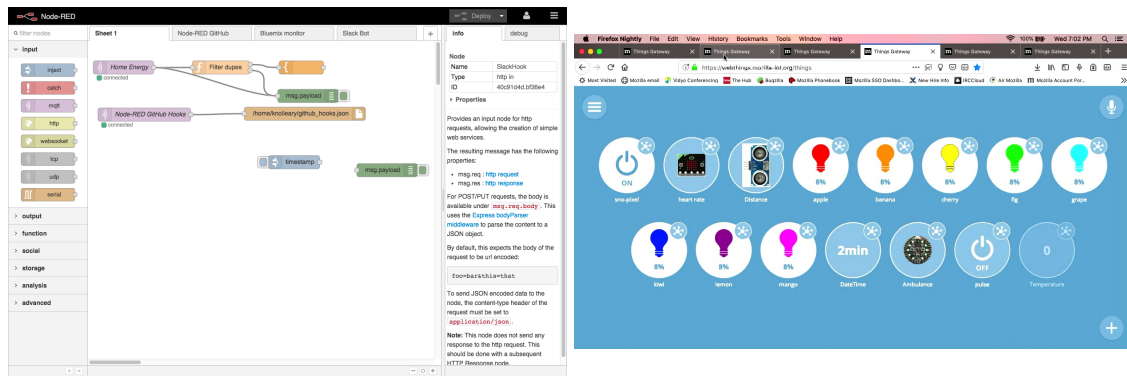 Node-RED
Deploy
filter nodes
Sheet 1
Node-RED GitHub
Bluemix monitor
Slack Bot
+
info
debug
input
inject
catch
mqtt
http
websocket
tcp
udp
serial
output
function
social
storage
analysis
advanced
Home Energy
connected
Filter dupes
msg.payload
Node-RED GitHub Hooks
connected
/home/knolleary/github_hooks.json
timestamp
msg.payload
Node
Name SlackHook
Type http in
ID 40c91d4d.bf36e4
Properties
Provides an input node for http
requests, allowing the creation of simple
web services.
The resulting message has the following
properties:
• msg.req : http request
• msg.res : http response
For POST/PUT requests, the body is
available under msg.req.body . This
uses the Express bodyParser
middleware to parse the content to a
JSON object.
By default, this expects the body of the
request to be url encoded:
foo=bar&this=that
To send JSON encoded data to the
node, the content-type header of the
request must be set to
application/json .
Note: This node does not send any
response to the http request. This
should be done with a subsequent
HTTP Response node.
Firefox Nightly File Edit View History Bookmarks Tools Window Help
100% Wed 7:02 PM
Things Gateway
Things Gateway
Things Gateway
Things Gateway
Things Gateway
Things Gateway
https://webthings.mozilla-iot.org/things
Most Visited Mozilla email Vidyo Conferencing The Hub Bugzilla Mozilla Phonebook Mozilla SSO Dashbo... New Hire Info IRCCloud Air Mozilla Mozilla Account Por...
ON
8%
8%
8%
8%
8%
sno-pixel
heart rate
Distance
apple
banana
cherry
fig
grape
8%
8%
8%
2min
OFF
0
kiwi
lemon
mango
DateTime
Ambulance
pulse
Temperature
+